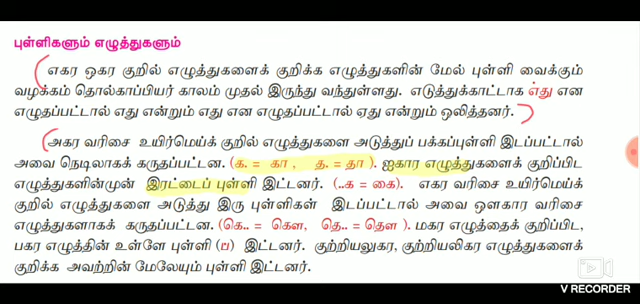 புள்ளிகளும் எழுத்துகளும்
எகர ஒகர குறில் எழுத்துகளைக் குறிக்க எழுத்துகளின் மேல் புள்ளி வைக்கும்
வழக்கம் தொல்காப்பியர் காலம் முதல் இருந்து வந்துள்ளது. எடுத்துக்காட்டாக எ்து என
எழுதப்பட்டால் எது என்றும் எது என எழுதப்பட்டால் ஏது என்றும் ஒலித்தனர்.
அகர வரிசை உயிர்மெய்க் குறில் எழுத்துகளை அடுத்துப் பக்கப்புள்ளி இடப்பட்டால்
அவை நெடிலாகக் கருதப்பட்டன. (க. = கா, த. = தா). ஐகார எழுத்துகளைக் குறிப்பிட
எழுத்துகளின்முன் இரட்டைப் புள்ளி இட்டனர். (..க = கை). எகர வரிசை உயிர்மெய்க்
குறில் எழுத்துகளை அடுத்து இரு புள்ளிகள் இடப்பட்டால் அவை ஔகார வரிசை
எழுத்துகளாகக் கருதப்பட்டன. (கெ.. = கௌ, தெ.. = தௌ). மகர எழுத்தைக் குறிப்பிட,
பகர எழுத்தின் உள்ளே புள்ளி () இட்டனர். குற்றியலுகர, குற்றியலிகர எழுத்துகளைக்
குறிக்க அவற்றின் மேலேயும் புள்ளி இட்டனர்.
V RECORDER